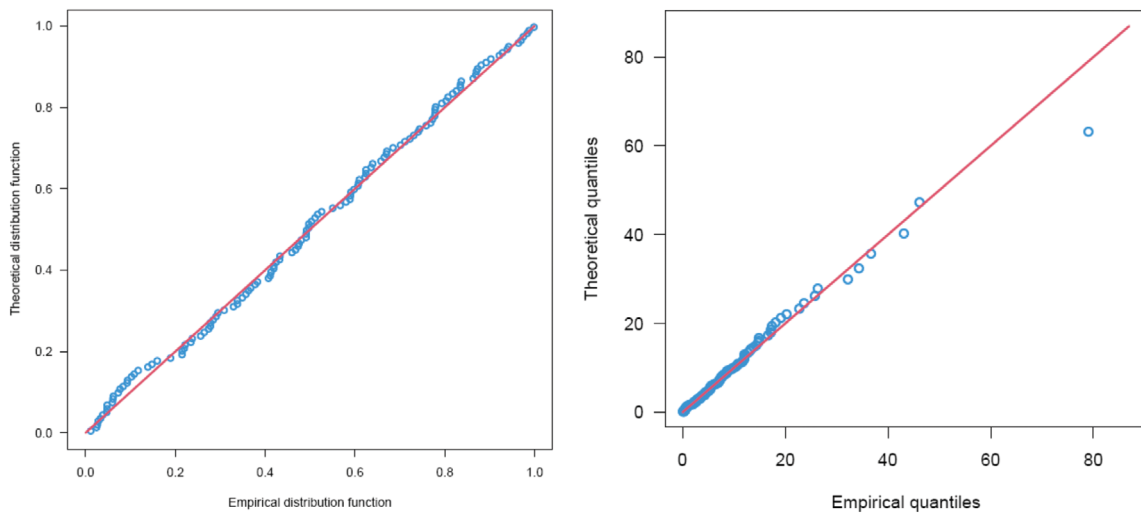 Theoretical distribution function
1.0
0.8
0.6
0.4
0.2
0.0
0.0 0.2 0.4 0.6 0.8 1.0
Empirical distribution function
Theoretical quantiles
80
60
40
20
0
0 20 40 60 80
Empirical quantiles